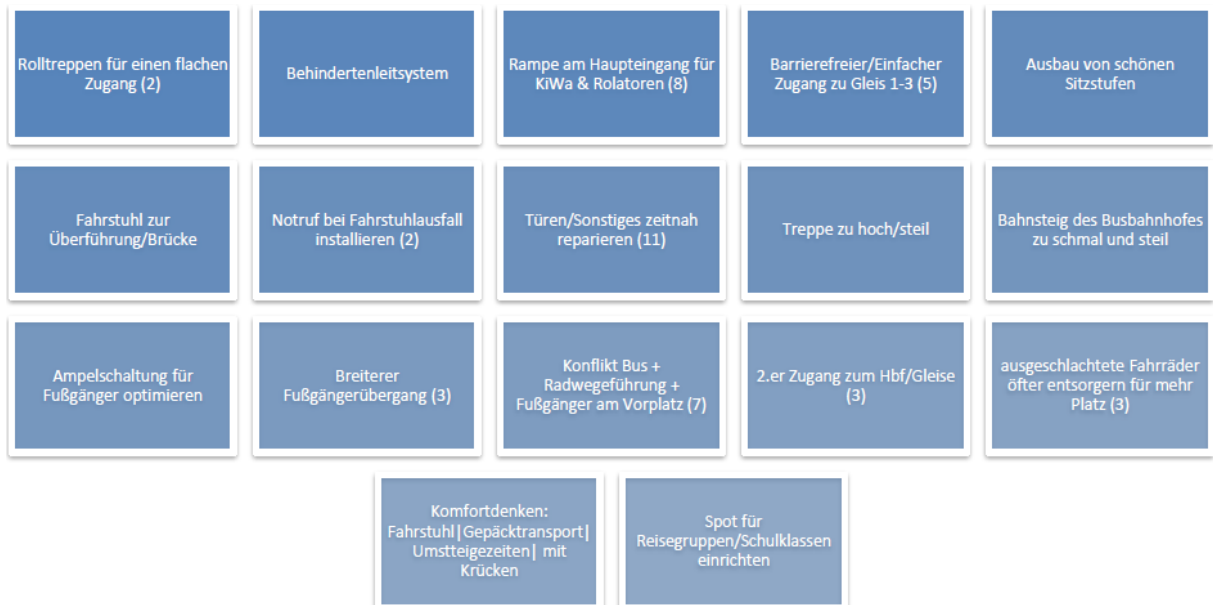 Rolltreppen für einen flachen
Zugang (2)
Behindertenleitsystem
Rampe am Haupteingang für
KiWa & Rolatoren (8)
Barrierefreier/Einfacher
Zugang zu Gleis 1-3 (5)
Ausbau von schönen
Sitzstufen
Fahrstuhl zur
Überführung/Brücke
Notruf bei Fahrstuhlausfall
installieren (2)
Türen/Sonstiges zeitnah
reparieren (11)
Treppe zu hoch/steil
Bahnsteig des Busbahnhofes
zu schmal und steil
Ampelschaltung für
Fußgänger optimieren
Breiterer
Fußgängerübergang (3)
Konflikt Bus +
Radwegeführung +
Fußgänger am Vorplatz (7)
2.er Zugang zum Hbf/Gleise
(3)
ausgeschlachtete Fahrräder
öfter entsorgern für mehr
Platz (3)
Komfortdenken:
Fahrstuhl|Gepäcktransport|
Umstteigezeiten| mit
Krücken
Spot für
Reisegruppen/Schulklassen
einrichten